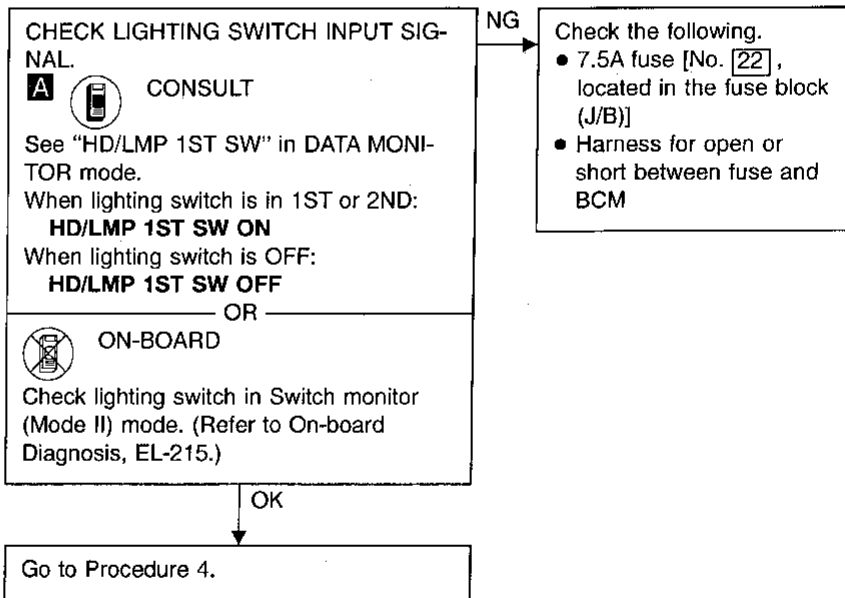 CHECK LIGHTING SWITCH INPUT SIG-
NAL.
A CONSULT
See “HD/LMP 1ST SW” in DATA MONI-
TOR mode.
When lighting switch is in 1ST or 2ND:
HD/LMP 1ST SW ON
When lighting switch is OFF:
HD/LMP 1ST SW OFF
OR
ON-BOARD
Check lighting switch in Switch monitor
(Mode II) mode. (Refer to On-board
Diagnosis, EL-215.)
NG
Check the following.
● 7.5A fuse [No. 22 ,
located in the fuse block
(J/B)]
● Harness for open or
short between fuse and
BCM
OK
Go to Procedure 4.